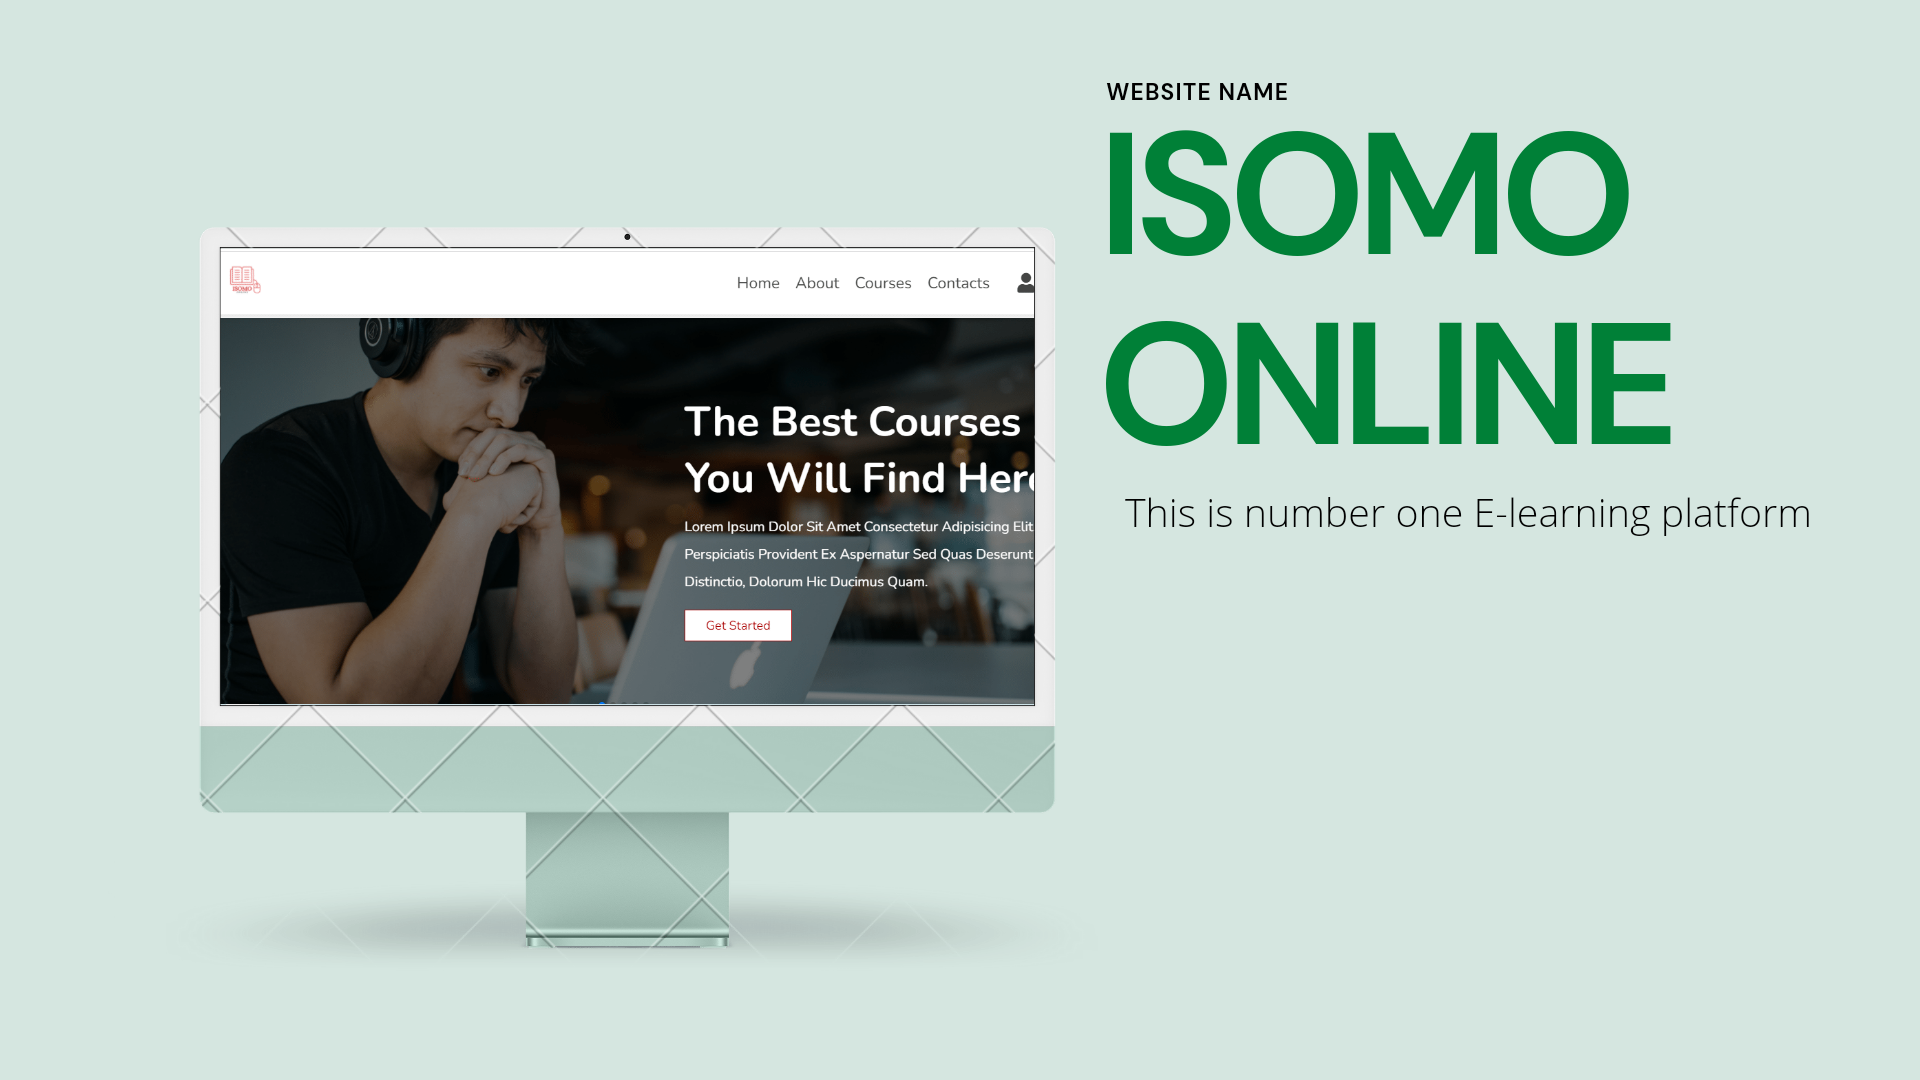 WEBSITE NAME
ISOMO
ONLINE
This is number one E-learning platform
ISOMO
Home About Courses Contacts
The Best Courses
You Will Find Here
Lorem Ipsum Dolor Sit Amet Consectetur Adipisicing Elit
Perspiciatis Provident Ex Aspernatur Sed Quas Deserunt
Distinctio, Dolorum Hic Ducimus Quam.
Get Started